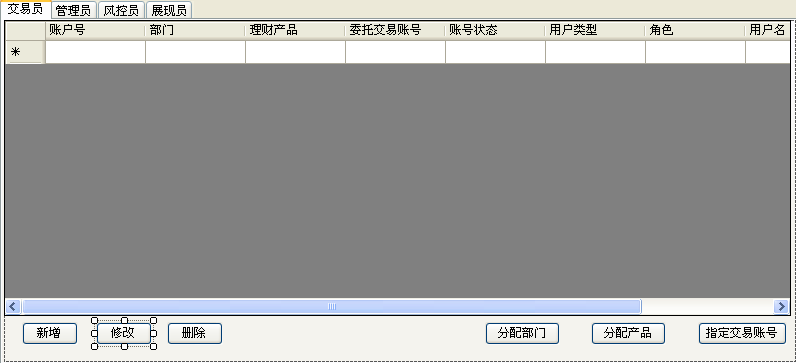 交易员 管理员 风控员 展现员
账户号 部门 理财产品 委托交易账号 账号状态 用户类型 角色 用户名
新增 修改 删除 分配部门 分配产品 指定交易账号